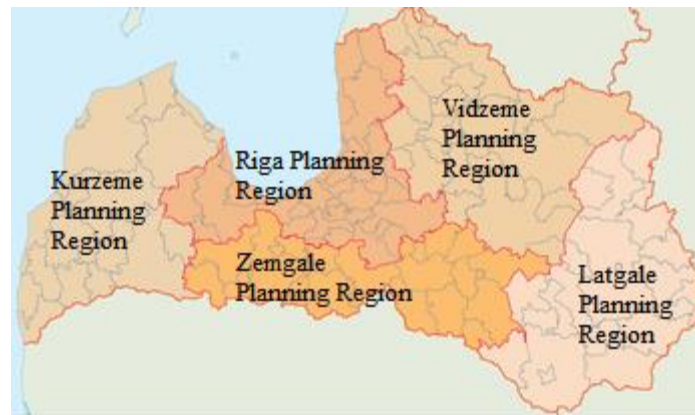 Vidzeme
Planning
Region
Riga Planning
Region
Kurzeme
Planning
Region
Zemgale
Planning Region
Latgale
Planning
Region